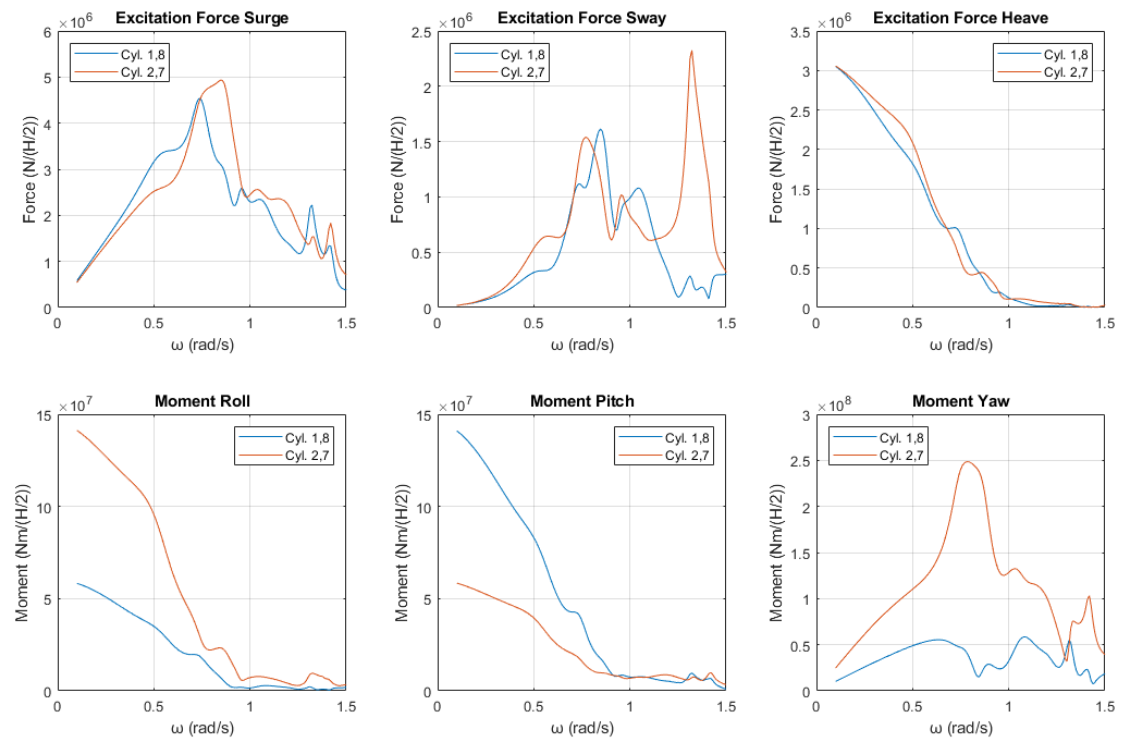 Excitation Force Surge
×10^6
Force (N/(H/2))
6
5
4
3
2
1
0
Cyl. 1,8
Cyl. 2,7
0 0.5 1 1.5
ω (rad/s)
Excitation Force Sway
×10^6
Force (N/(H/2))
2.5
2
1.5
1
0.5
0
Cyl. 1,8
Cyl. 2,7
0 0.5 1 1.5
ω (rad/s)
Excitation Force Heave
×10^6
Force (N/(H/2))
3.5
3
2.5
2
1.5
1
0.5
0
Cyl. 1,8
Cyl. 2,7
0 0.5 1 1.5
ω (rad/s)
Moment Roll
×10^7
Moment (Nm/(H/2))
15
10
5
0
Cyl. 1,8
Cyl. 2,7
0 0.5 1 1.5
ω (rad/s)
Moment Pitch
×10^7
Moment (Nm/(H/2))
15
10
5
0
Cyl. 1,8
Cyl. 2,7
0 0.5 1 1.5
ω (rad/s)
Moment Yaw
×10^8
Moment (Nm/(H/2))
3
2.5
2
1.5
1
0.5
0
Cyl. 1,8
Cyl. 2,7
0 0.5 1 1.5
ω (rad/s)